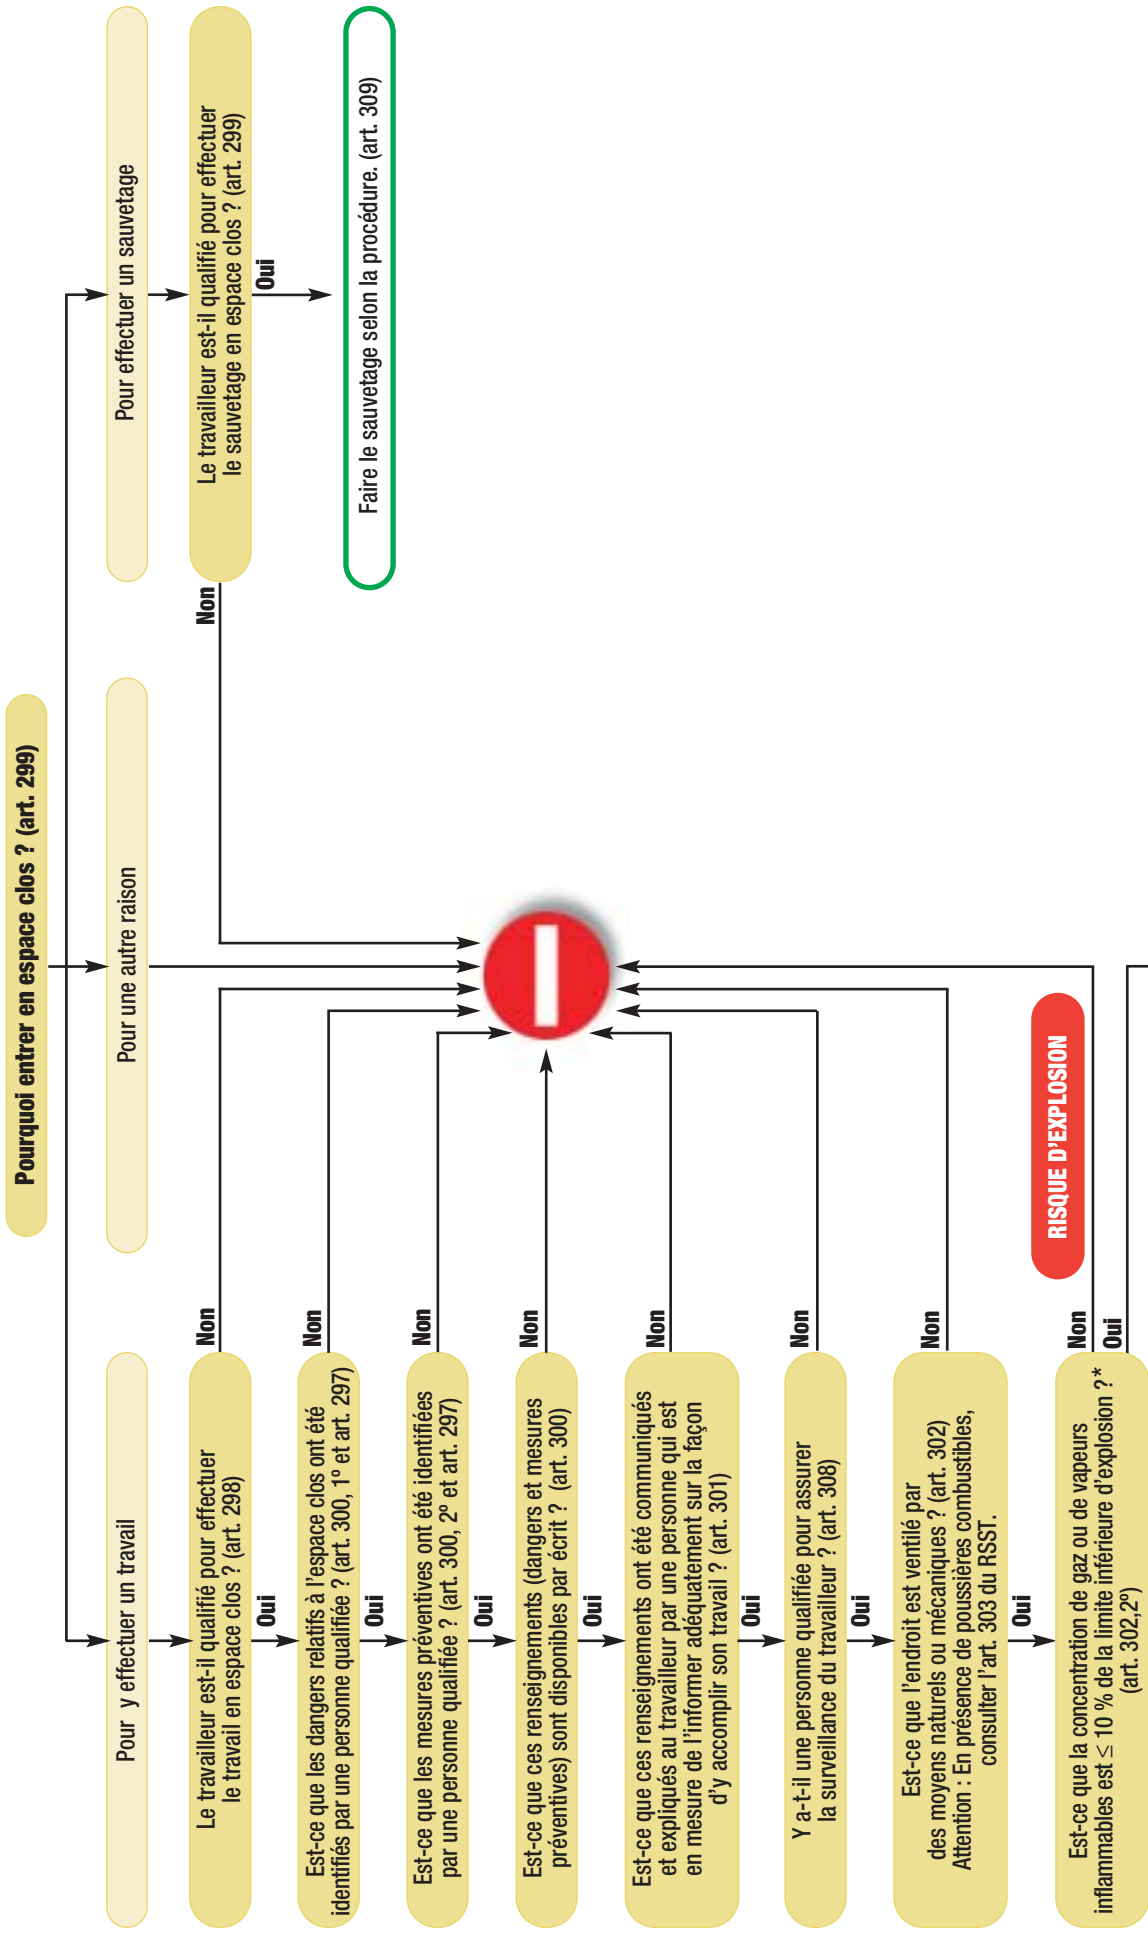 Pourquoi entrer en espace clos ? (art. 299)
Pour y effectuer un travail
Pour une autre raison
Pour effectuer un sauvetage
Le travailleur est-il qualifié pour effectuer
le travail en espace clos ? (art. 298)
Non
Oui
Est-ce que les dangers relatifs à l'espace clos ont été
identifiés par une personne qualifiée ? (art. 300, 1º et art. 297)
Non
Oui
Est-ce que les mesures préventives ont été identifiées
par une personne qualifiée ? (art. 300, 2º et art. 297)
Non
Oui
Est-ce que ces renseignements (dangers et mesures
préventives) sont disponibles par écrit ? (art. 300)
Non
Oui
Est-ce que ces renseignements ont été communiqués
et expliqués au travailleur par une personne qui est
en mesure de l'informer adéquatement sur la façon
d'y accomplir son travail ? (art. 301)
Non
Oui
Y a-t-il une personne qualifiée pour assurer
la surveillance du travailleur ? (art. 308)
Non
Oui
Est-ce que l'endroit est ventilé par
des moyens naturels ou mécaniques ? (art. 302)
Attention : En présence de poussières combustibles,
consulter l'art. 303 du RSST.
Non
Oui
Est-ce que la concentration de gaz ou de vapeurs
inflammables est ≤ 10 % de la limite inférieure d'explosion ?*
(art. 302,2º)
Non
Oui
RISQUE D'EXPLOSION
Le travailleur est-il qualifié pour effectuer
le sauvetage en espace clos ? (art. 299)
Non
Oui
Faire le sauvetage selon la procédure. (art. 309)